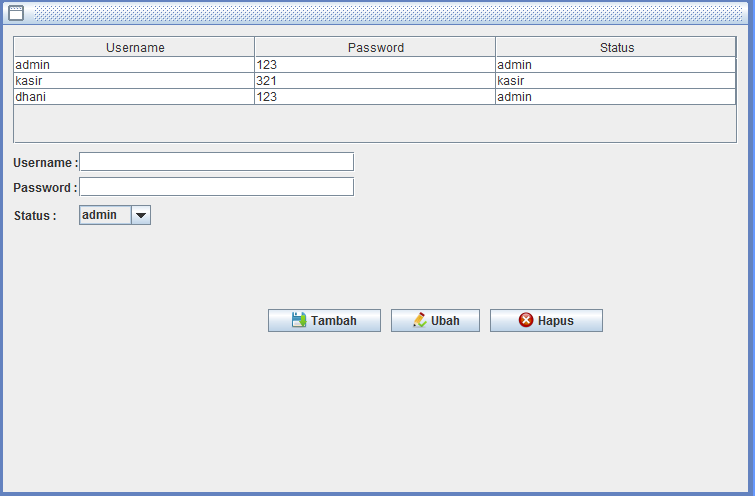 Username Password Status
admin 123 admin
kasir 321 kasir
dhani 123 admin
Username :
Password :
Status : admin
Tambah Ubah Hapus